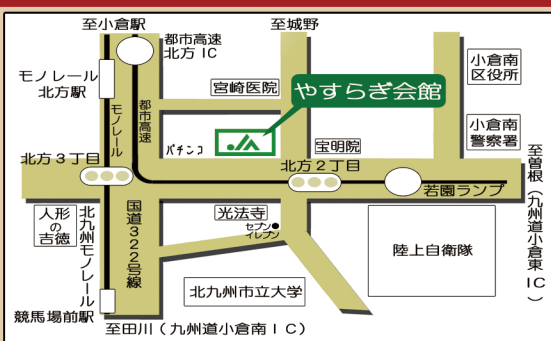 至小倉駅
都市高速
北方IC
至城野
モノレール
北方駅
モノレール
都市高速
宮崎医院
やすらぎ会館
小倉南
区役所
パチンコ
JA
宝明院
小倉南
警察署
北方3丁目
北方2丁目
若園ランプ
至曽根(九州道小倉東IC)
人形
の
吉徳
北九州モノレール
国道322号線
光法寺
セブン
イレブン
陸上自衛隊
北九州市立大学
競馬場前駅
至田川(九州道小倉南IC)